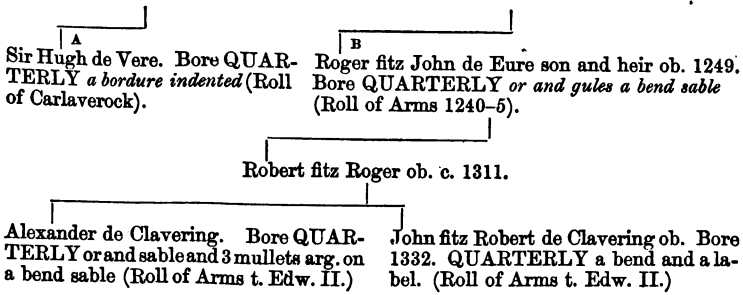 A
Sir Hugh de Vere. Bore QUAR-
TERLY a bordure indented (Roll
of Carlaverock).
B
Roger fitz John de Eure son and heir ob. 1249.
Bore QUARTERLY or and gules a bend sable
(Roll of Arms 1240–5).
Robert fitz Roger ob. c. 1311.
Alexander de Clavering. Bore QUAR-
TERLY or and sable and 3 mullets arg. on
a bend sable (Roll of Arms t. Edw. II.)
John fitz Robert de Clavering ob. Bore
1332. QUARTERLY a bend and a la-
bel. (Roll of Arms t. Edw. II.)